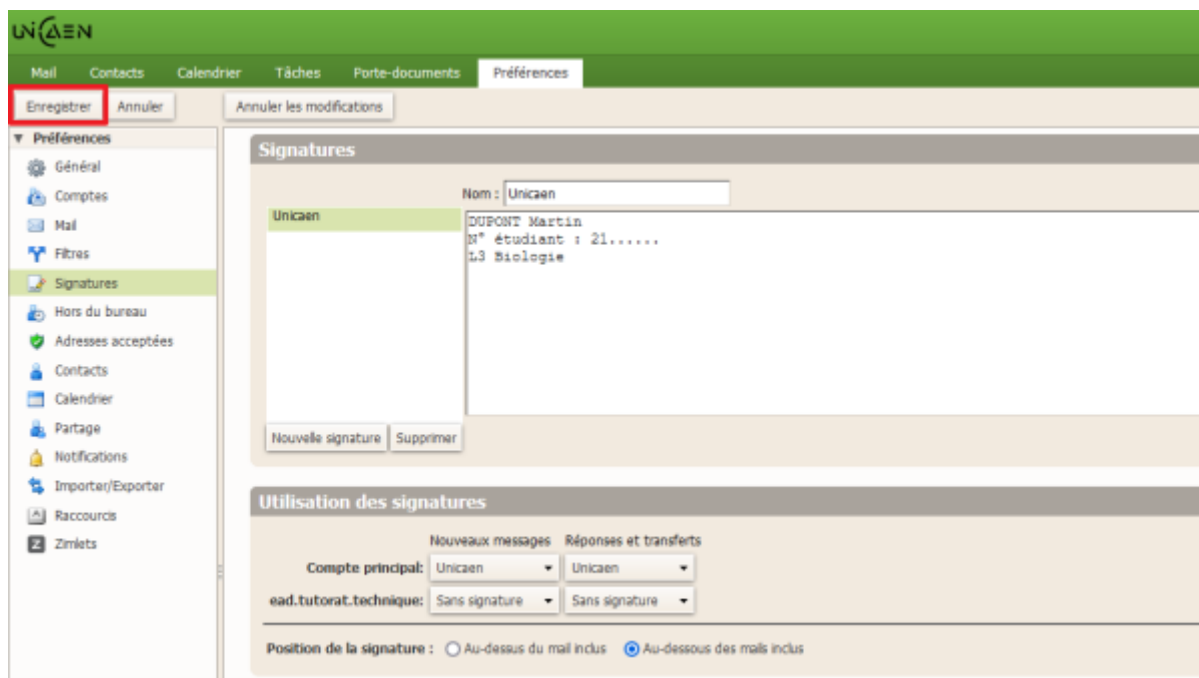 UNICAEN
Mail Contacts Calendrier Tâches Porte-documents Préférences
Enregistrer Annuler Annuler les modifications
Préférences
Général
Comptes
Mail
Filtres
Signatures
Hors du bureau
Adresses acceptées
Contacts
Calendrier
Partage
Notifications
Importer/Exporter
Raccourcis
Zimlets
Signatures
Nom : Unicaen
Unicaen
DUPONT Martin
N° étudiant : 21......
L3 Biologie
Nouvelle signature Supprimer
Utilisation des signatures
Nouveaux messages Réponses et transferts
Compte principal: Unicaen Unicaen
ead.tutorat.technique: Sans signature Sans signature
Position de la signature : Au-dessus du mail inclus Au-dessous des mails inclus